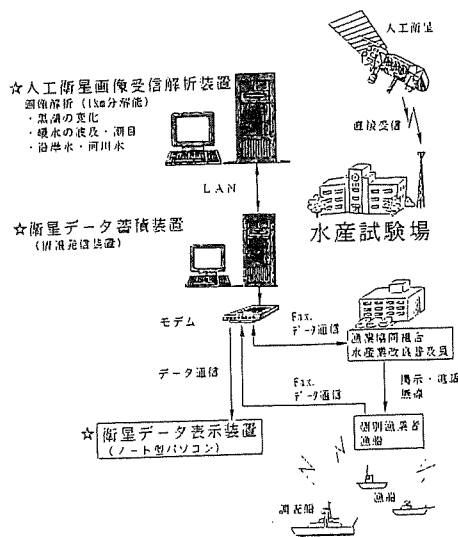 人工衛星
☆人工衛星画像受信解析装置
画像解析（1km分解能）
・黒潮の変化
・暖水の波及・潮目
・沿岸水・河川水
直接受信
LAN
水産試験場
☆衛星データ蓄積装置
（情報発信装置）
モデム
Fax.
データ通信
漁業協同組合
水産業改良普及員
データ通信
Fax.
データ通信
掲示・電話
無線
☆衛星データ表示装置
（ノート型パソコン）
個別漁業者
漁船
漁船